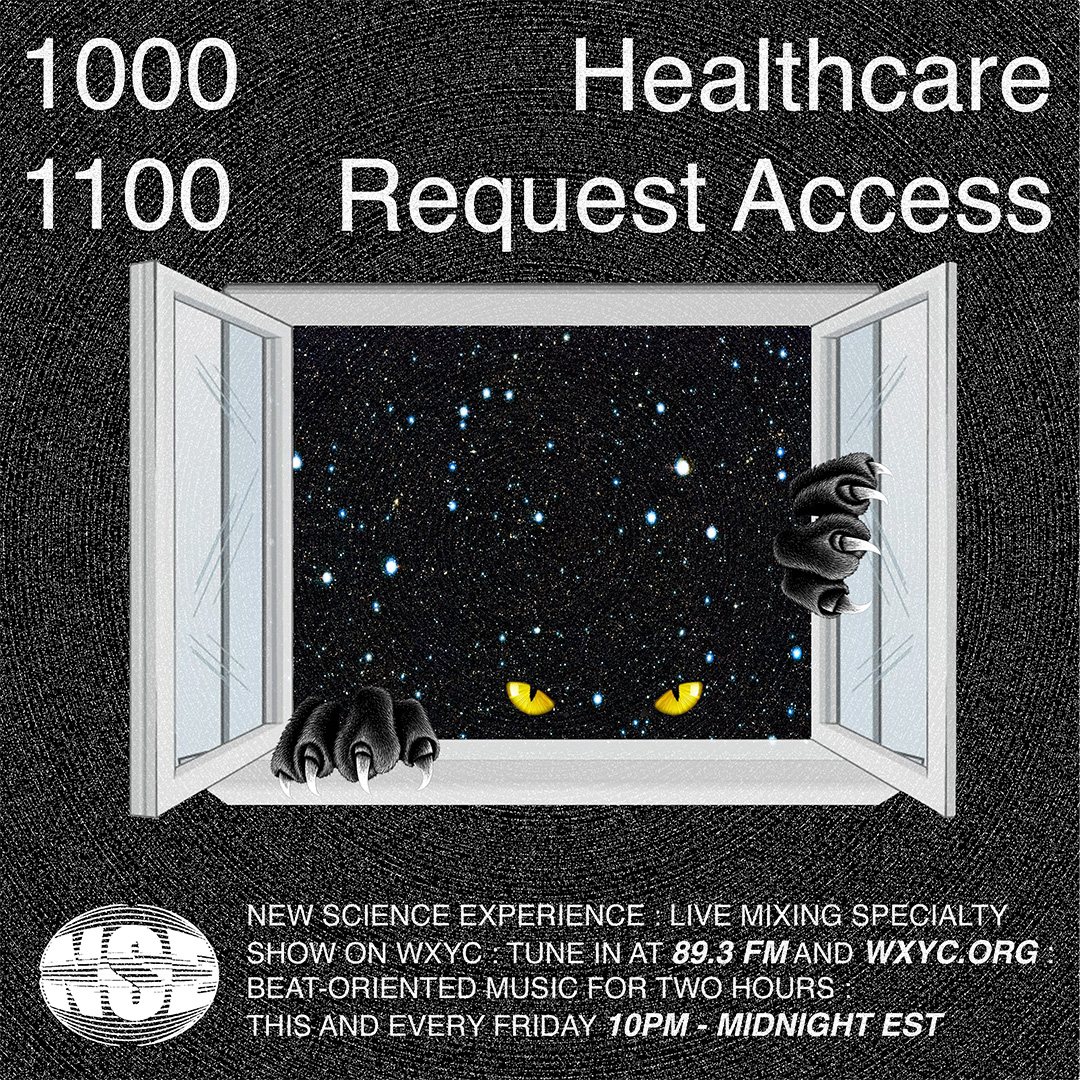 1000 Healthcare
1100 Request Access
NSE
NEW SCIENCE EXPERIENCE : LIVE MIXING SPECIALTY
SHOW ON WXYC : TUNE IN AT 89.3 FM AND WXYC.ORG :
BEAT-ORIENTED MUSIC FOR TWO HOURS :
THIS AND EVERY FRIDAY 10PM - MIDNIGHT EST